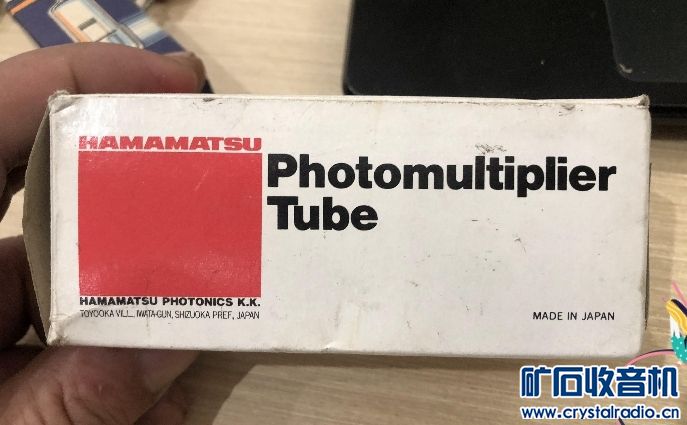 HAMAMATSU
Photomultiplier
Tube
HAMAMATSU PHOTONICS K.K.
TOYOOKA VILL., IWATA-GUN, SHIZUOKA PREF., JAPAN
MADE IN JAPAN
矿石收音机
www.crystalradio.cn